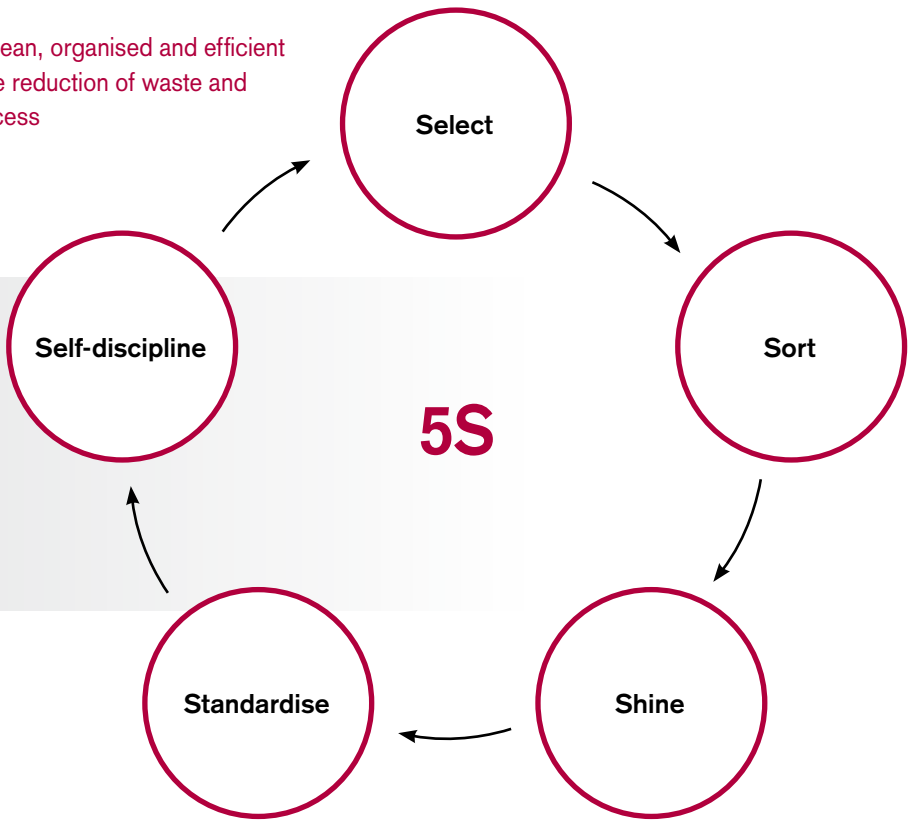 ean, organised and efficient
e reduction of waste and
cess
Select
Self-discipline
Sort
5S
Standardise
Shine